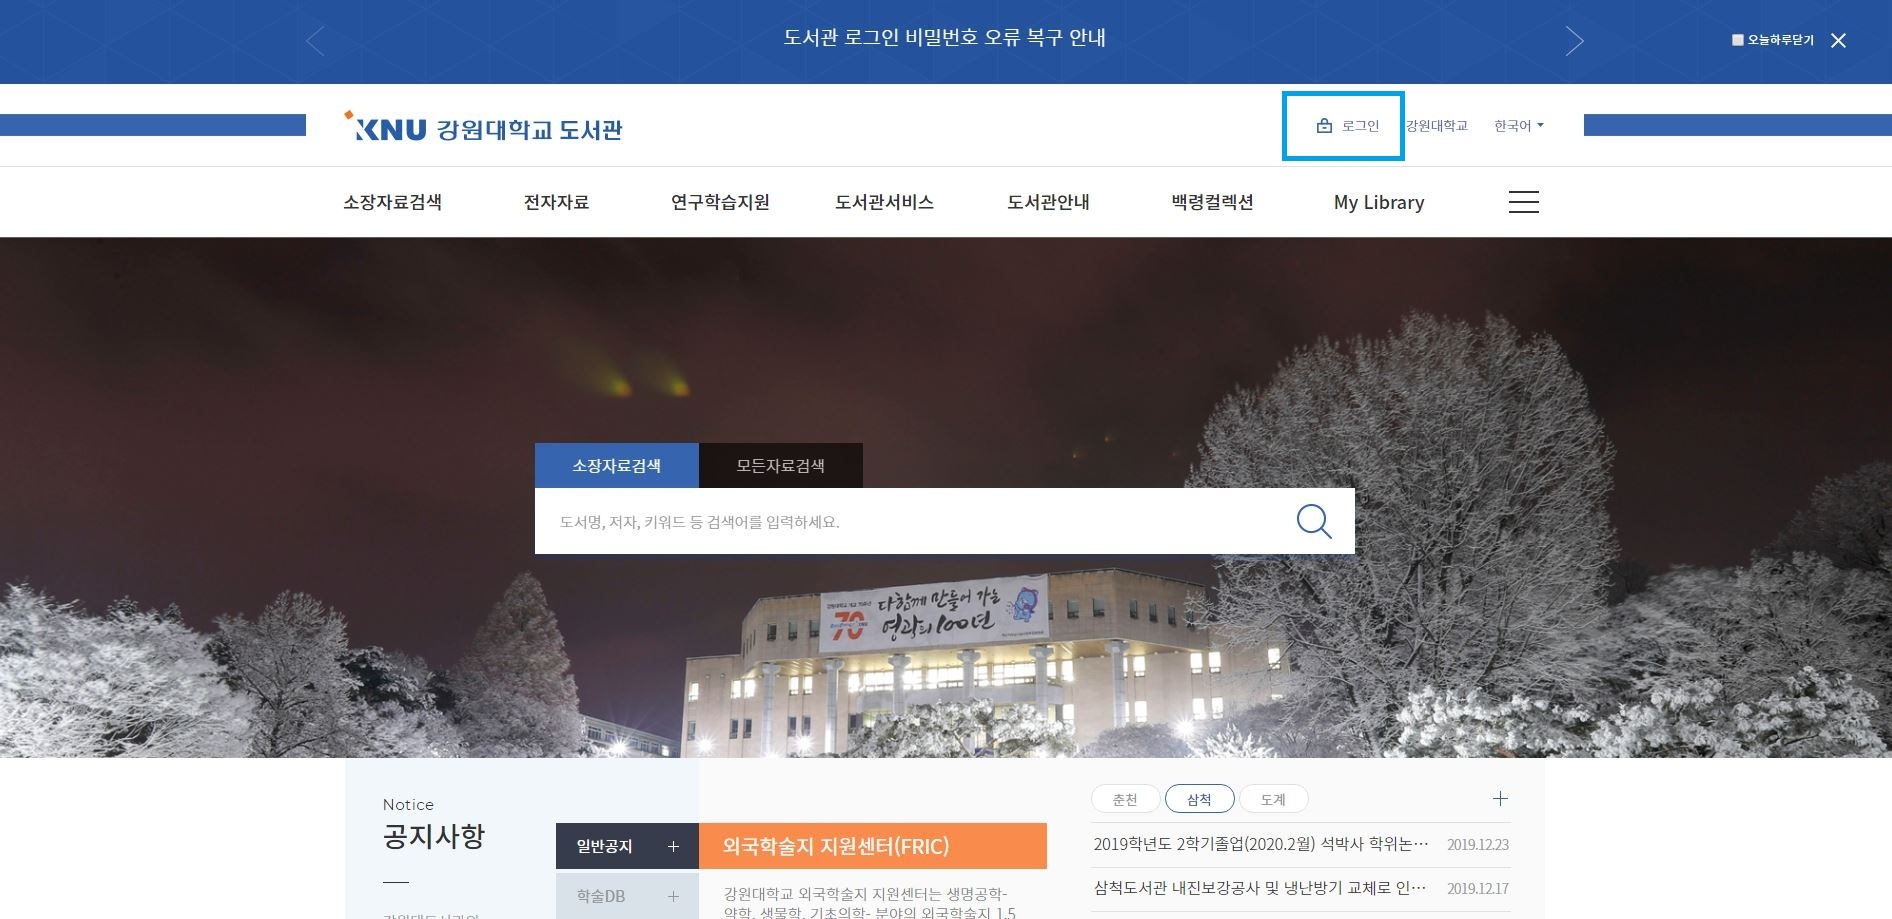 도서관 로그인 비밀번호 오류 복구 안내
오늘하루닫기
KNU 강원대학교 도서관
로그인
강원대학교
한국어
소장자료검색
전자자료
연구학습지원
도서관서비스
도서관안내
백령컬렉션
My Library
소장자료검색
모든자료검색
도서명, 저자, 키워드 등 검색어를 입력하세요.
70
다함께 만들어 가는
영광의 100년
Notice
공지사항
일반공지
학술DB
외국학술지 지원센터(FRIC)
강원대학교 외국학술지 지원센터는 생명공학-
약학, 생물학, 기초의학- 분야의 외국학술지 1,5
춘천
삼척
도계
2019학년도 2학기졸업(2020.2월) 석박사 학위논…
2019.12.23
삼척도서관 내진보강공사 및 냉난방기 교체로 인…
2019.12.17